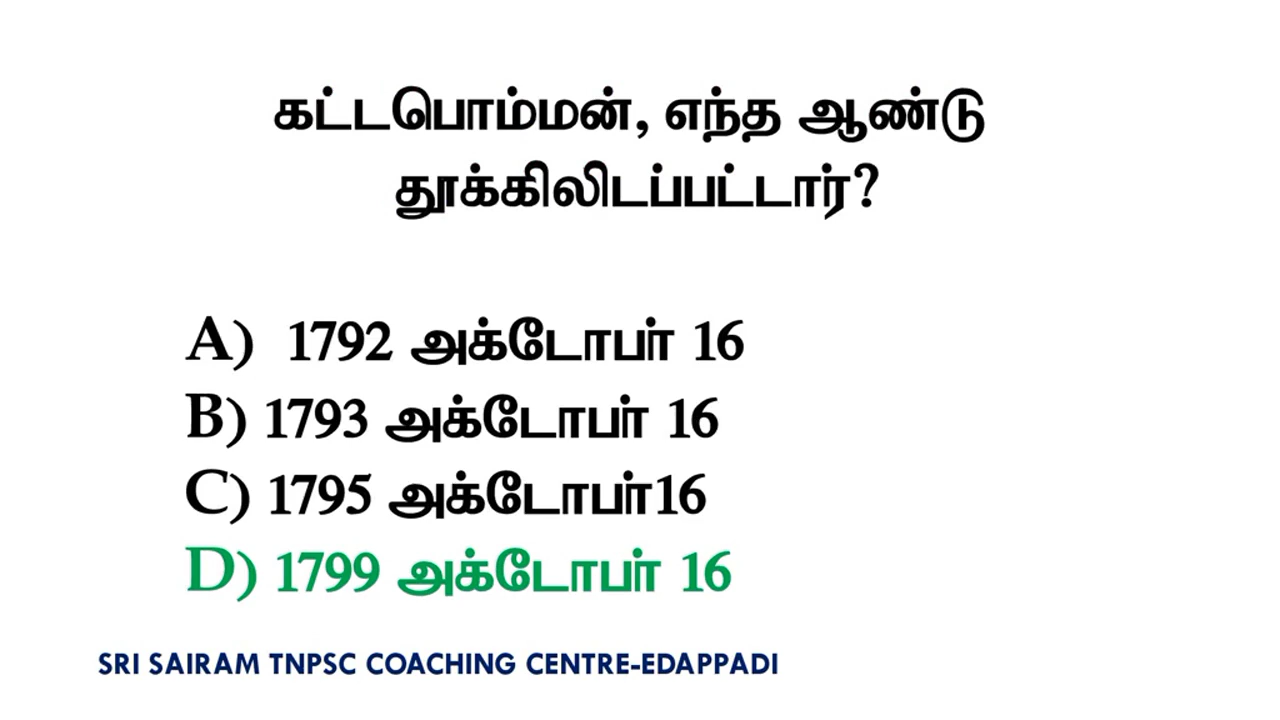 கட்டபொம்மன், எந்த ஆண்டு
தூக்கிலிடப்பட்டார்?
A) 1792 அக்டோபர் 16
B) 1793 அக்டோபர் 16
C) 1795 அக்டோபர்16
D) 1799 அக்டோபர் 16
SRI SAIRAM TNPSC COACHING CENTRE-EDAPPADI